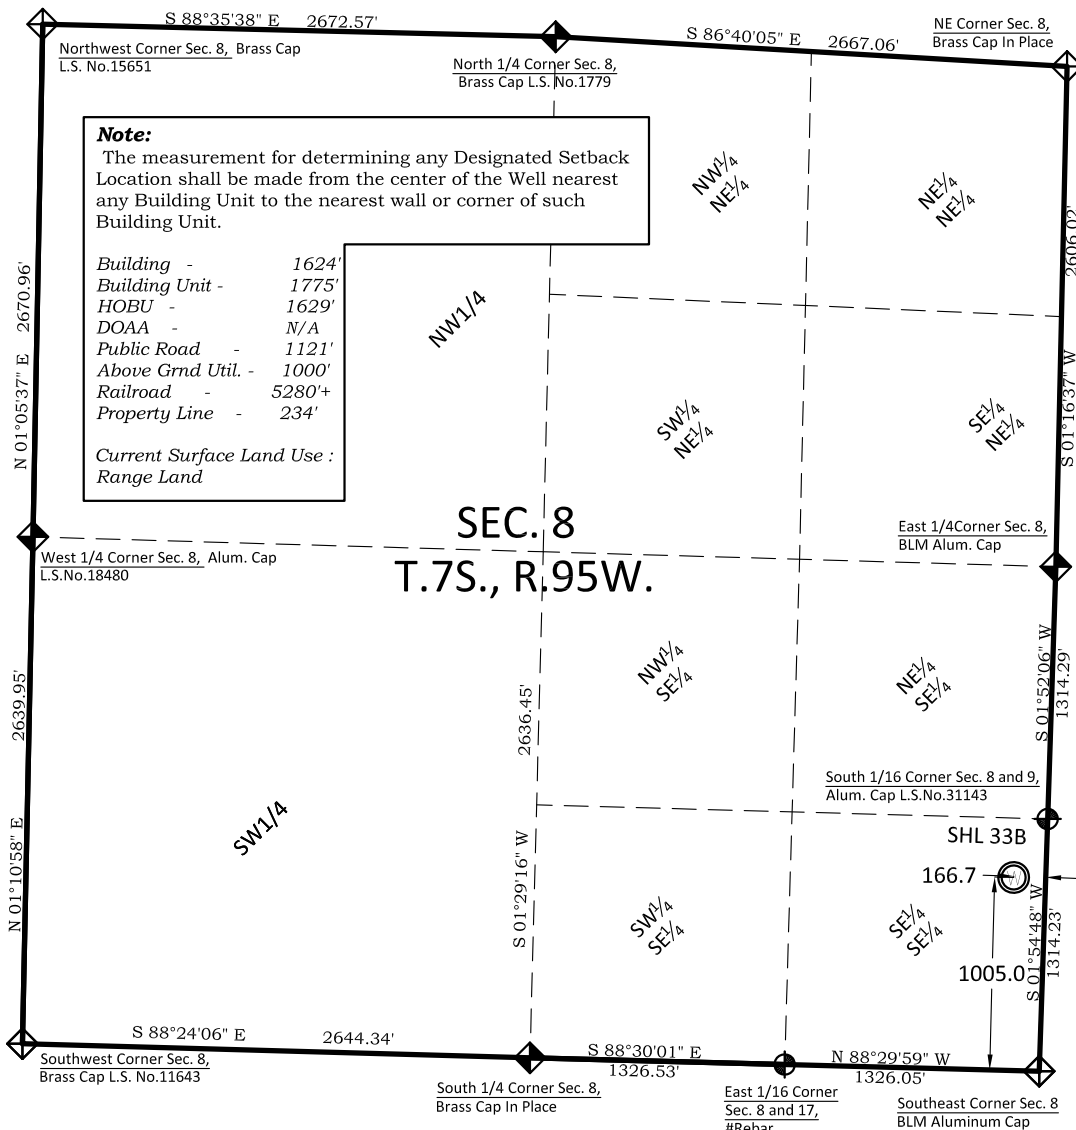 S 88°35'38" E 2672.57'
S 86°40'05" E 2667.06'
NE Corner Sec. 8,
Brass Cap In Place
Northwest Corner Sec. 8, Brass Cap
L.S. No.15651
North 1/4 Corner Sec. 8,
Brass Cap L.S. No.1779
Note:
The measurement for determining any Designated Setback
Location shall be made from the center of the Well nearest
any Building Unit to the nearest wall or corner of such
Building Unit.
Building - 1624'
Building Unit - 1775'
HOBU - 1629'
DOAA - N/A
Public Road - 1121'
Above Grnd Util. - 1000'
Railroad - 5280'+
Property Line - 234'
Current Surface Land Use :
Range Land
NW1/4
NE1/4
NE1/4
NE1/4
N 01°05'37" E 2670.96'
NW1/4
2606.02'
S 01°16'37" W
SW1/4
NE1/4
SE1/4
NE1/4
SEC. 8
T.7S., R.95W.
East 1/4Corner Sec. 8,
BLM Alum. Cap
West 1/4 Corner Sec. 8, Alum. Cap
L.S.No.18480
NW1/4
SE1/4
NE1/4
SE1/4
S 01°52'06" W
1314.29'
N 01°10'58" E 2639.95'
S 01°29'16" W 2636.45'
South 1/16 Corner Sec. 8 and 9,
Alum. Cap L.S.No.31143
SW1/4
SHL 33B
166.7
W
SW1/4
SE1/4
SE1/4
SE1/4
1005.0
S 01°54'48" W
1314.23'
S 88°24'06" E 2644.34'
S 88°30'01" E
1326.53'
N 88°29'59" W
1326.05'
Southwest Corner Sec. 8,
Brass Cap L.S. No.11643
South 1/4 Corner Sec. 8,
Brass Cap In Place
East 1/16 Corner
Sec. 8 and 17,
#Rebar
Southeast Corner Sec. 8
BLM Aluminum Cap